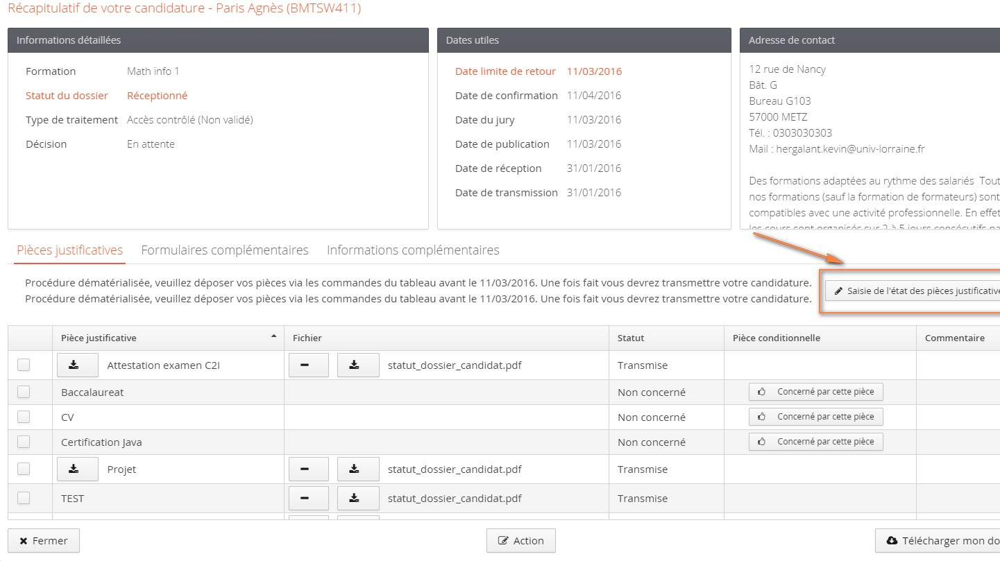 Récapitulatif de votre candidature - Paris Agnès (BMTSW411)
Informations détaillées
Formation Math info 1
Statut du dossier Réceptionné
Type de traitement Accès contrôlé (Non validé)
Décision En attente
Dates utiles
Date limite de retour 11/03/2016
Date de confirmation 11/04/2016
Date du jury 11/03/2016
Date de publication 11/03/2016
Date de réception 31/01/2016
Date de transmission 31/01/2016
Adresse de contact
12 rue de Nancy
Bât. G
Bureau G103
57000 METZ
Tél. : 0303030303
Mail : hergalant.kevin@univ-lorraine.fr
Des formations adaptées au rythme des salariés Tout
nos formations (sauf la formation de formateurs) sont
compatibles avec une activité professionnelle. En effet
les cours sont organisés sur 2 à 5 jours consécutifs pa
Pièces justificatives Formulaires complémentaires Informations complémentaires
Procédure dématérialisée, veuillez déposer vos pièces via les commandes du tableau avant le 11/03/2016. Une fois fait vous devrez transmettre votre candidature.
Procédure dématérialisée, veuillez déposer vos pièces via les commandes du tableau avant le 11/03/2016. Une fois fait vous devrez transmettre votre candidature.
Saisie de l'état des pièces justificative
Pièce justificative Fichier Statut Pièce conditionnelle Commentaire
Attestation examen C2I statut_dossier_candidat.pdf Transmise
Baccalaureat Non concerné Concerné par cette pièce
CV Non concerné Concerné par cette pièce
Certification Java Non concerné Concerné par cette pièce
Projet statut_dossier_candidat.pdf Transmise
TEST statut_dossier_candidat.pdf Transmise
Fermer Action Télécharger mon do